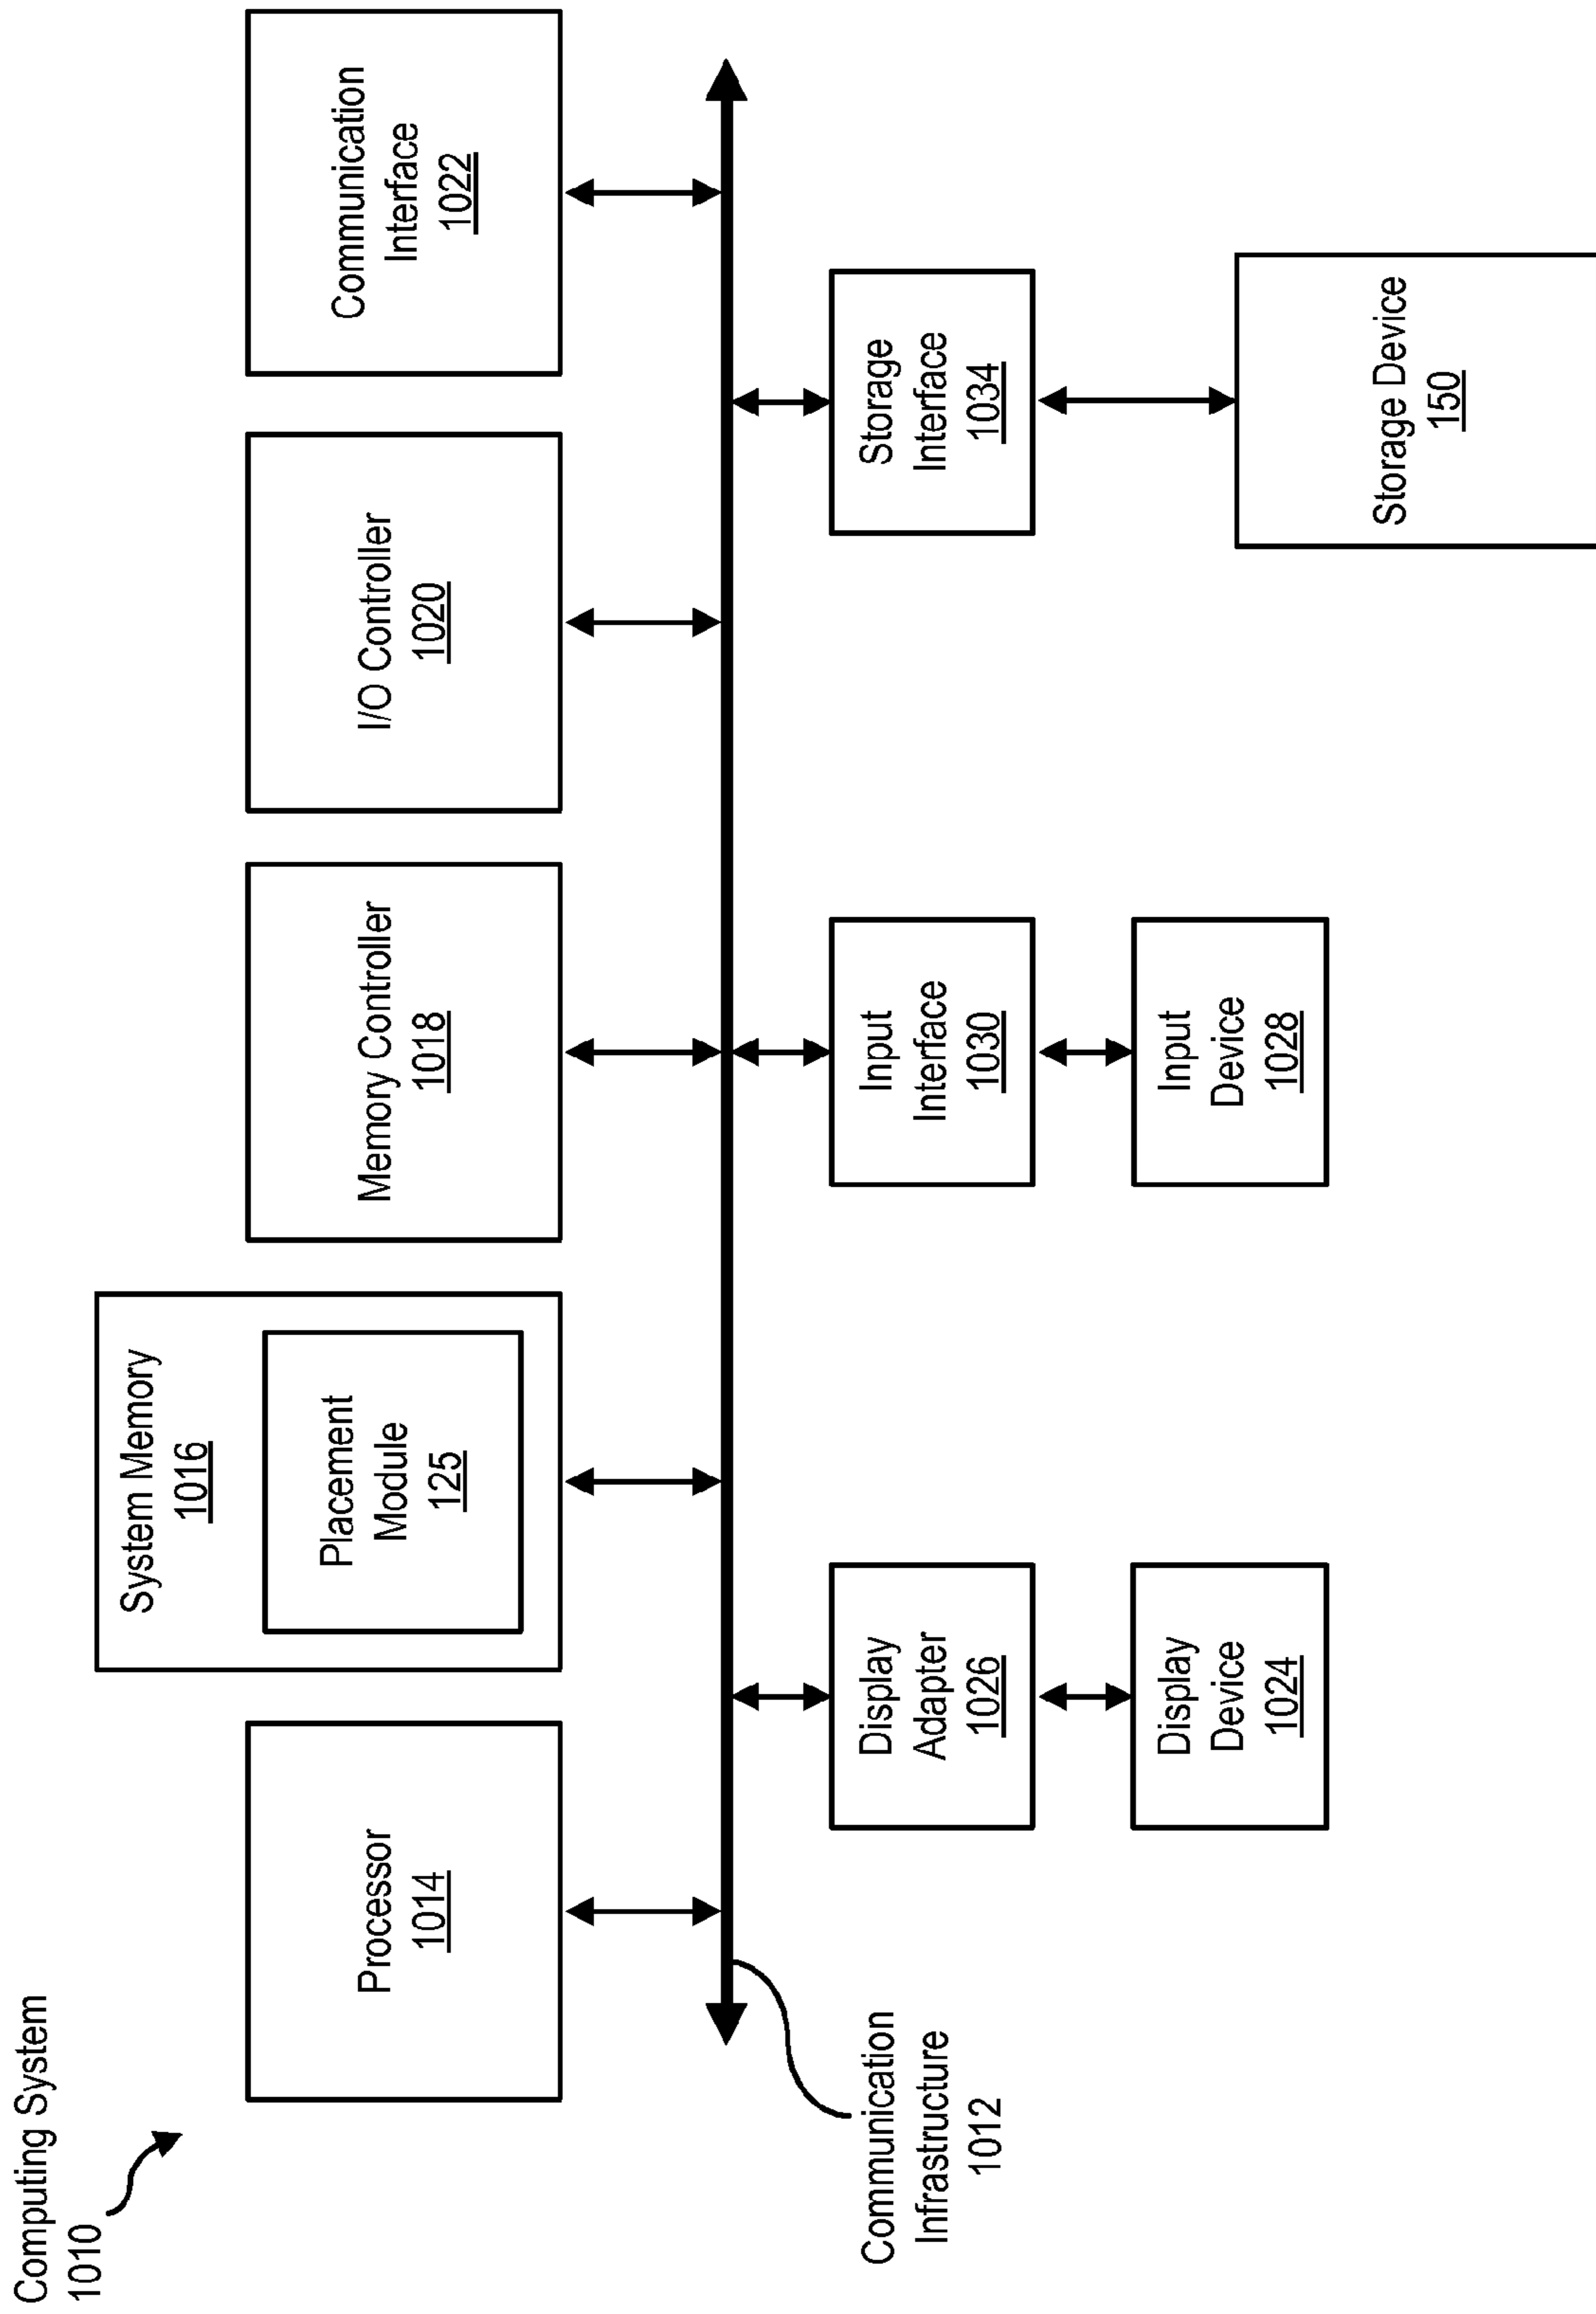 Computing System
1010
Processor
1014
System Memory
1016
Placement
Module
125
Memory Controller
1018
I/O Controller
1020
Communication
Interface
1022
Communication
Infrastructure
1012
Display
Adapter
1026
Input
Interface
1030
Storage
Interface
1034
Display
Device
1024
Input
Device
1028
Storage Device
150